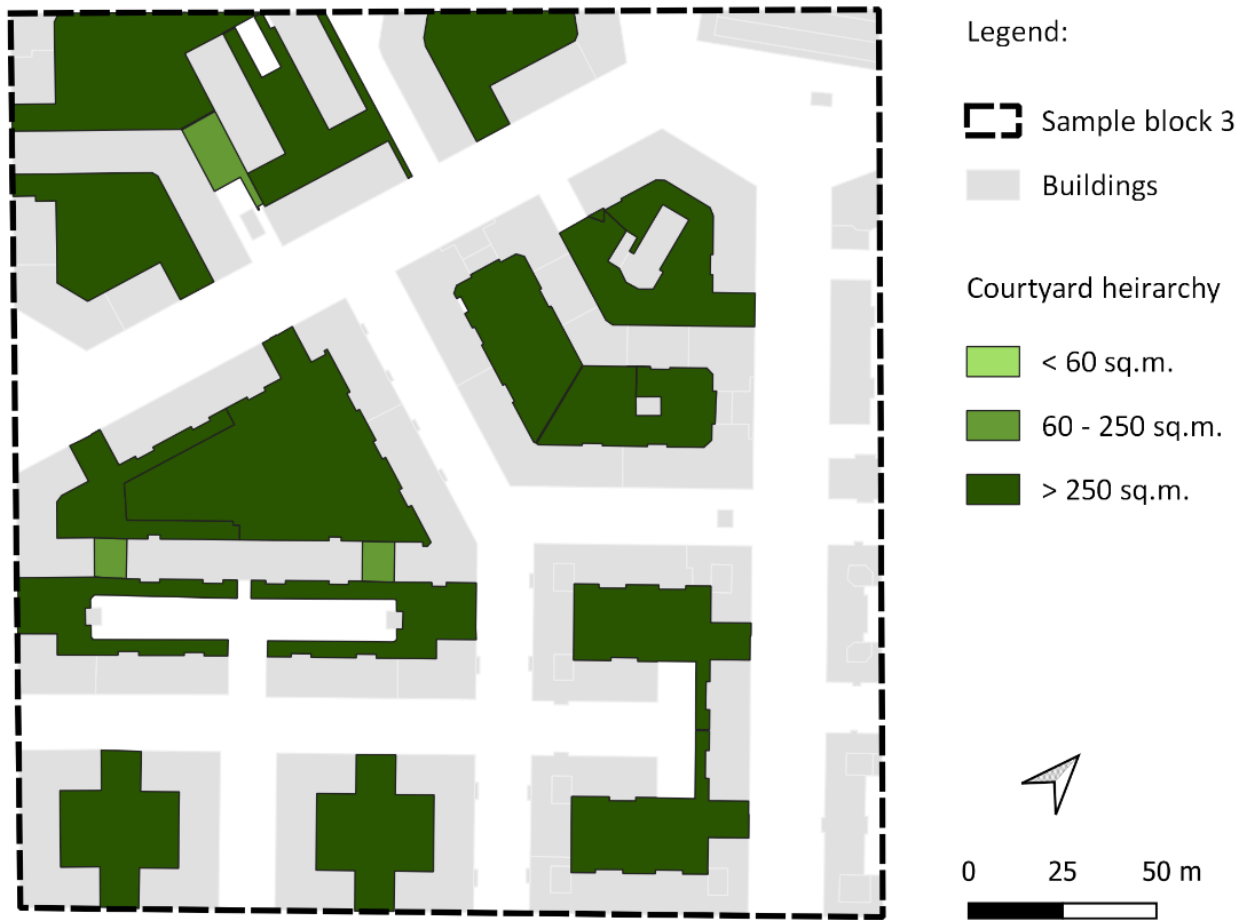 Legend:
Sample block 3
Buildings
Courtyard heirarchy
< 60 sq.m.
60 - 250 sq.m.
> 250 sq.m.
0 25 50 m